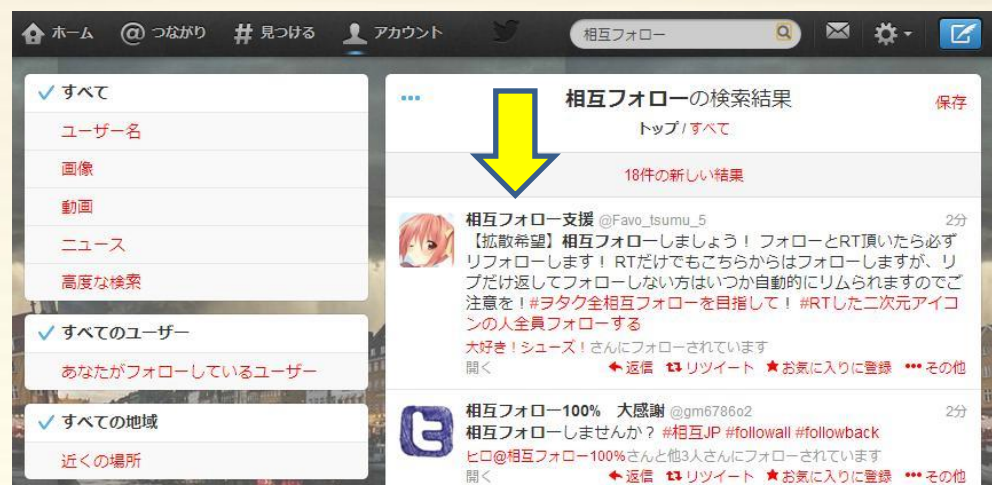 ホーム
つながり
見つける
アカウント
相互フォロー
すべて
ユーザー名
画像
動画
ニュース
高度な検索
すべてのユーザー
あなたがフォローしているユーザー
すべての地域
近くの場所
相互フォローの検索結果
保存
トップ / すべて
18件の新しい結果
相互フォロー支援 @Favo_tsumu_5 2分
【拡散希望】相互フォローしましょう! フォローとRT頂いたら必ず
リフォローします! RTだけでもこちらからはフォローしますが、リ
プだけ返してフォローしない方はいつか自動的にリムられますのでご
注意を!#ヲタク全相互フォローを目指して! #RTした二次元アイコ
ンの人全員フォローする
大好き!シューズ!さんにフォローされています
開く 返信 リツイート お気に入りに登録 その他
相互フォロー100% 大感謝 @gm6786o2 2分
相互フォローしませんか? #相互JP #followall #followback
ヒロ@相互フォロー100%さんと他3人さんにフォローされています
開く 返信 リツイート お気に入りに登録 その他